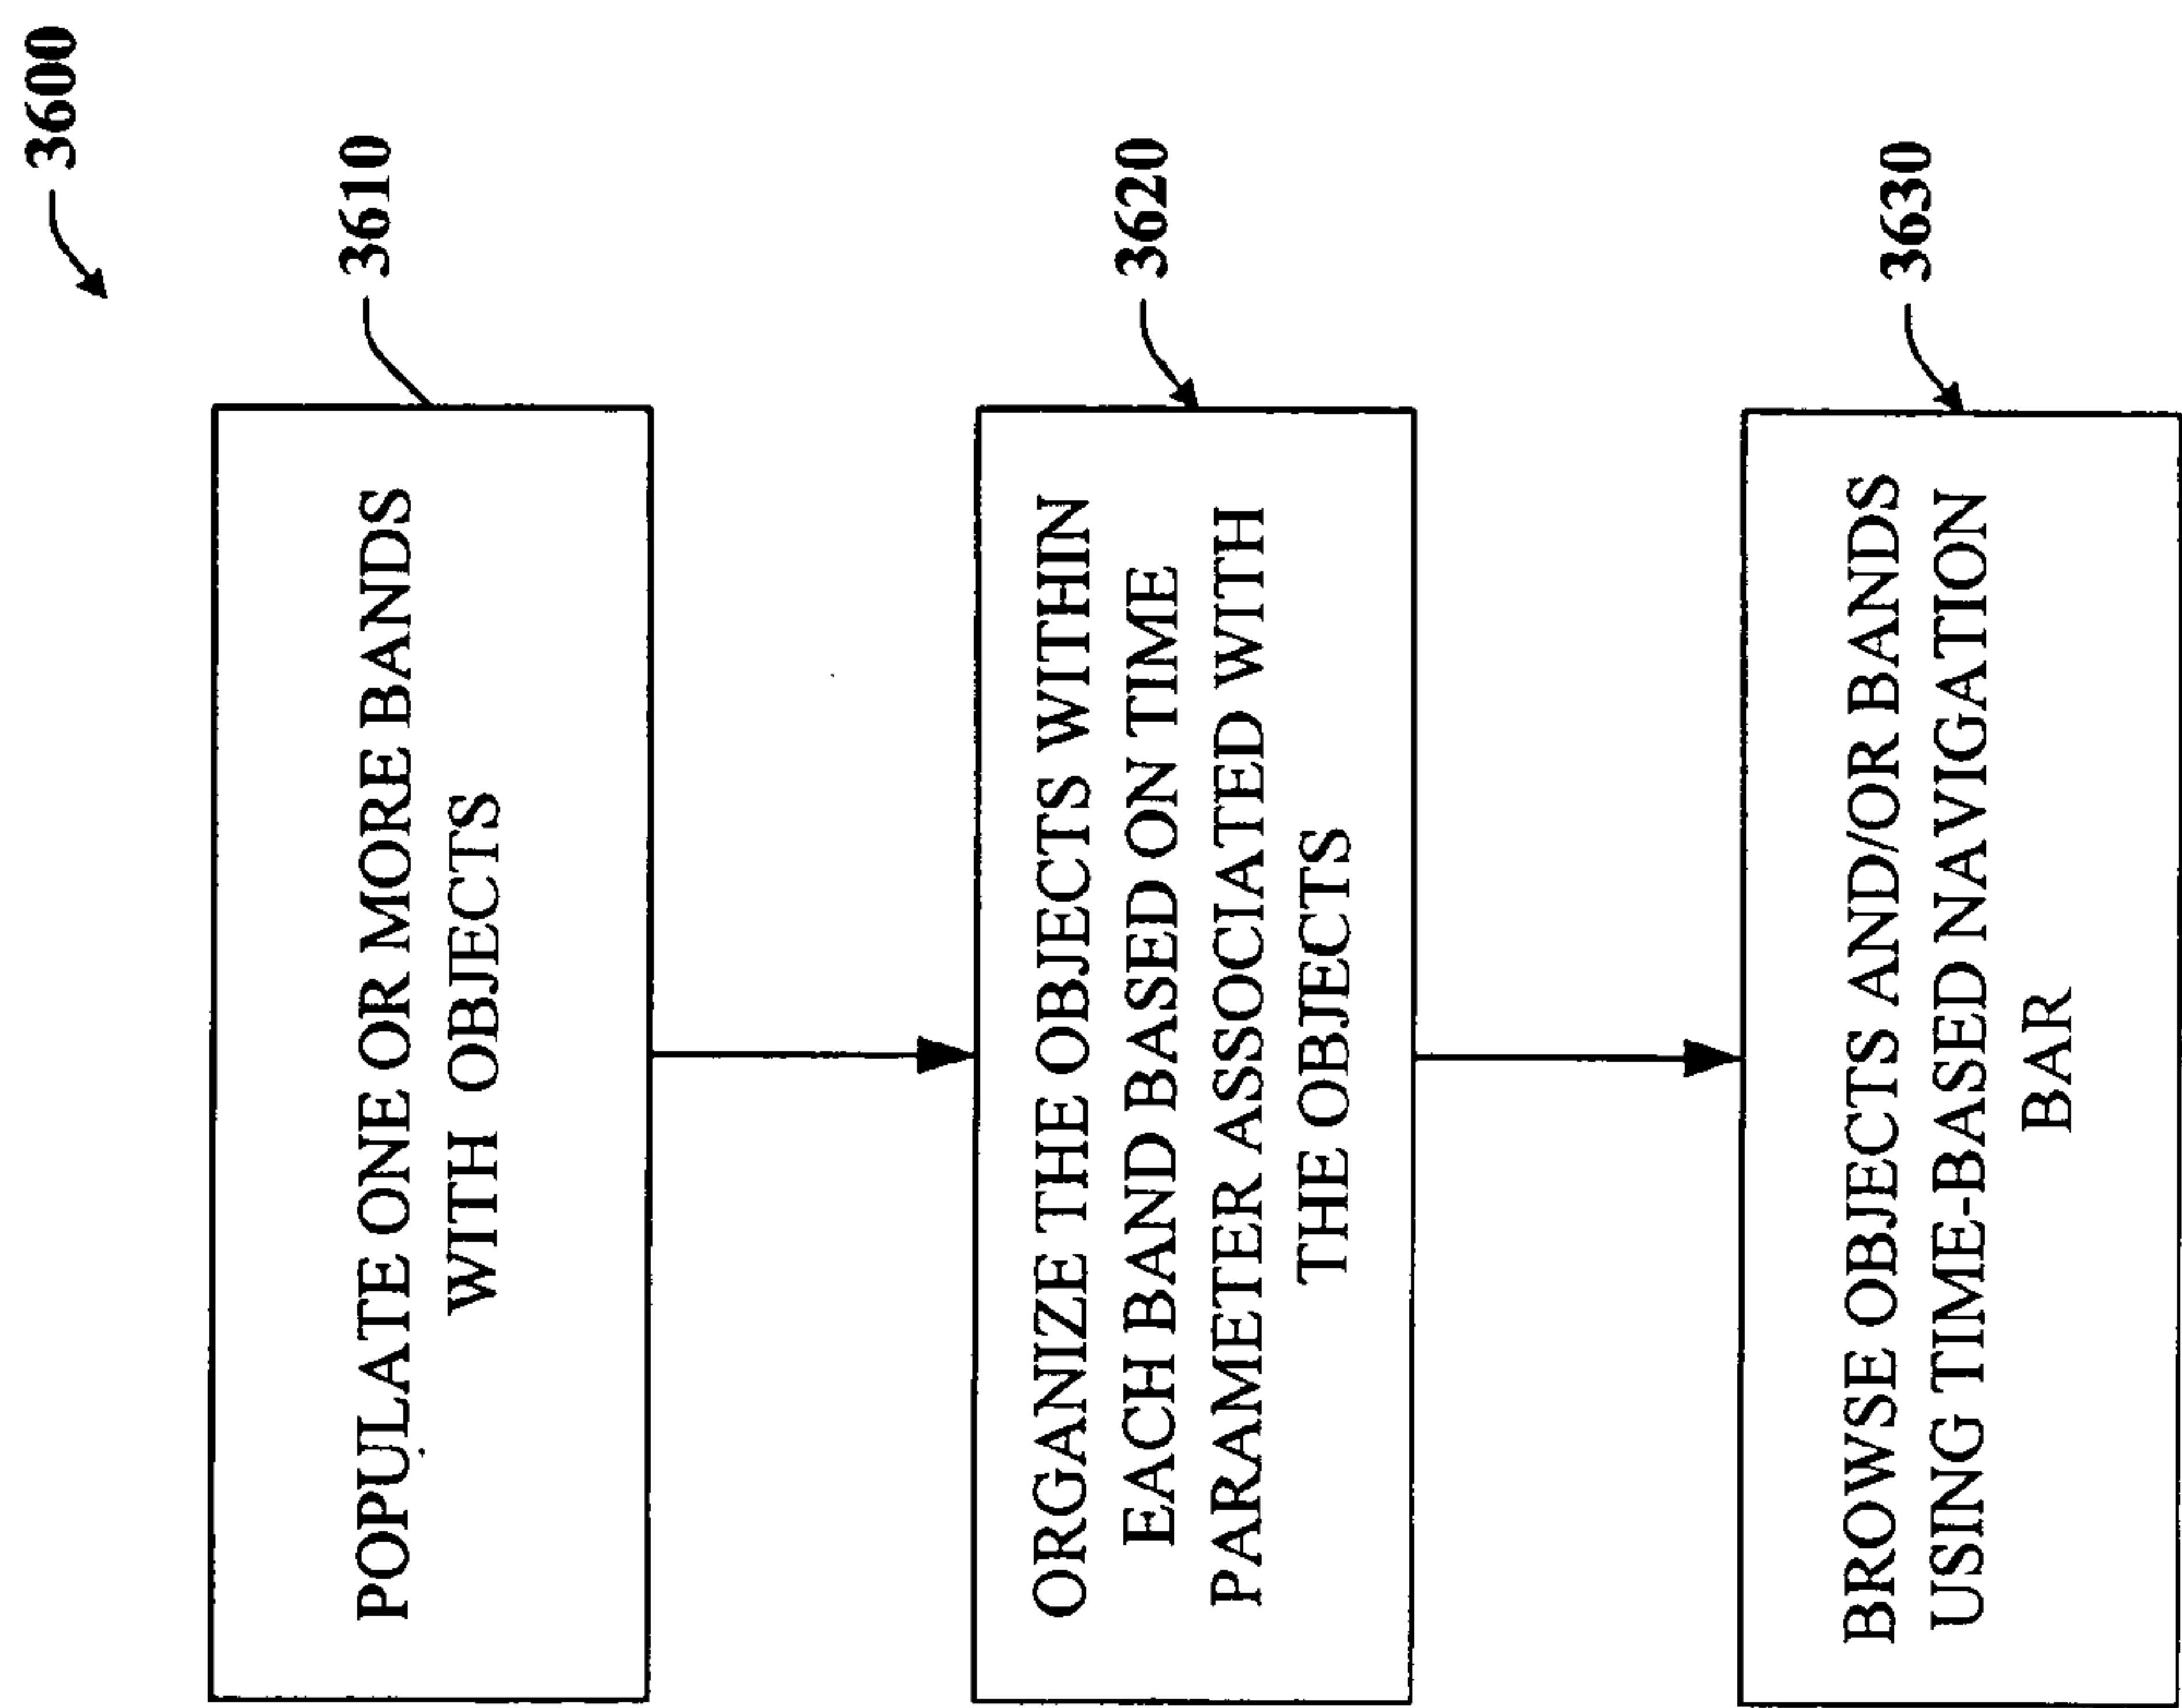 3600
3610
POPULATE ONE OR MORE BANDS
WITH OBJECTS
3620
ORGANIZE THE OBJECTS WITHIN
EACH BAND BASED ON TIME
PARAMETER ASSOCIATED WITH
THE OBJECTS
3630
BROWSE OBJECTS AND/OR BANDS
USING TIME-BASED NAVIGATION
BAR